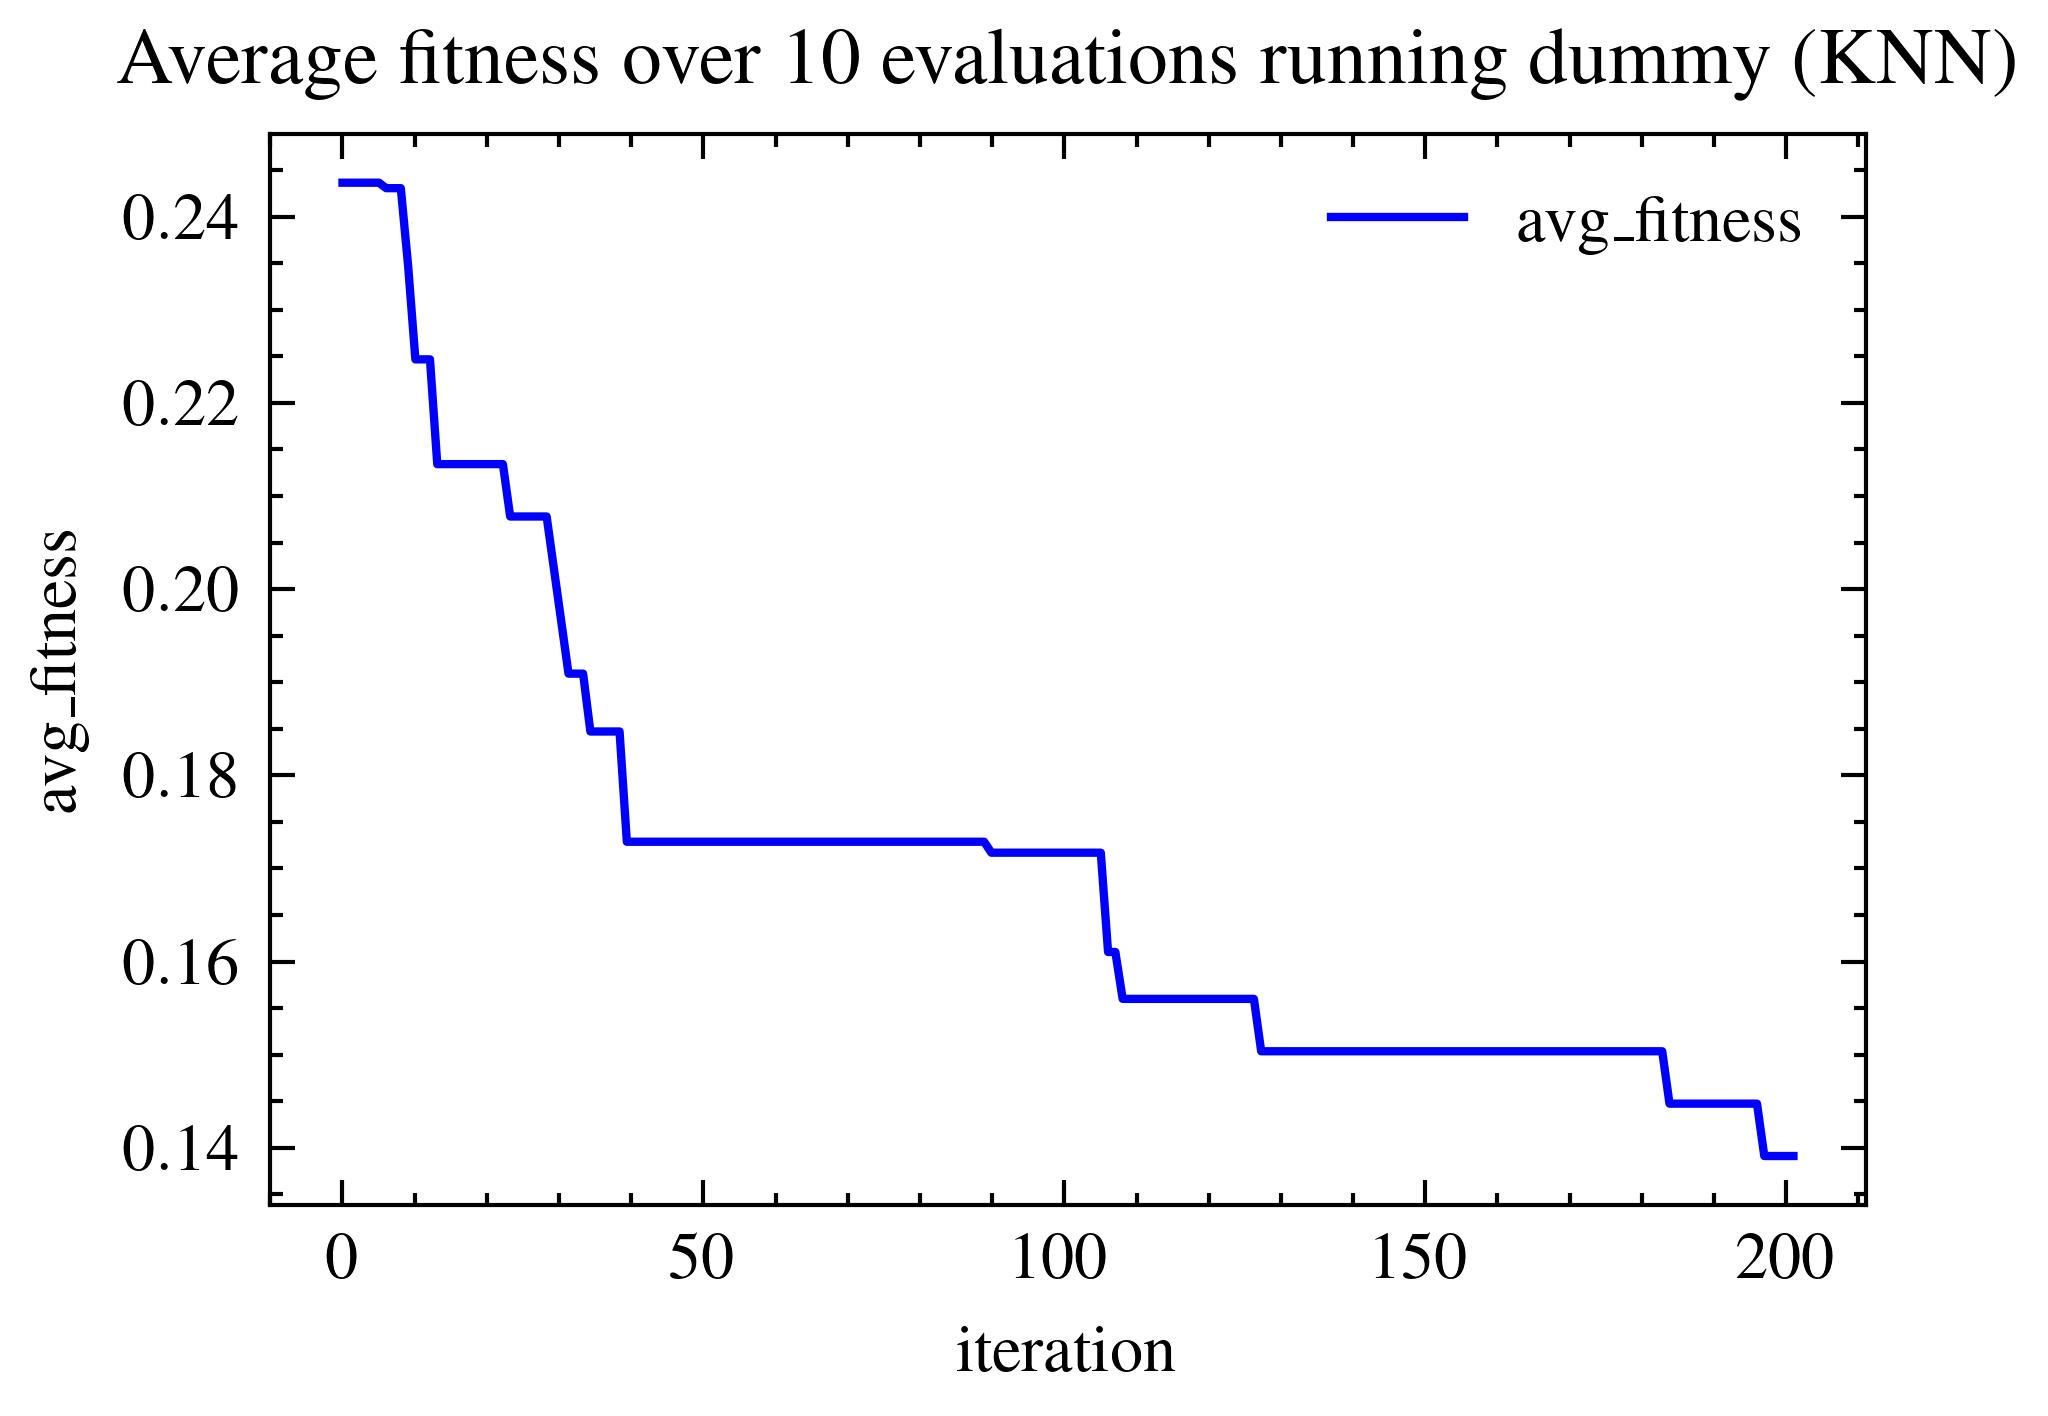 Average fitness over 10 evaluations running dummy (KNN)
avg_fitness
0.24
0.22
0.20
0.18
0.16
0.14
avg_fitness
0 50 100 150 200
iteration